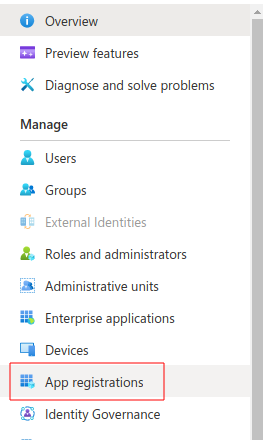 Overview
Preview features
Diagnose and solve problems
Manage
Users
Groups
External Identities
Roles and administrators
Administrative units
Enterprise applications
Devices
App registrations
Identity Governance